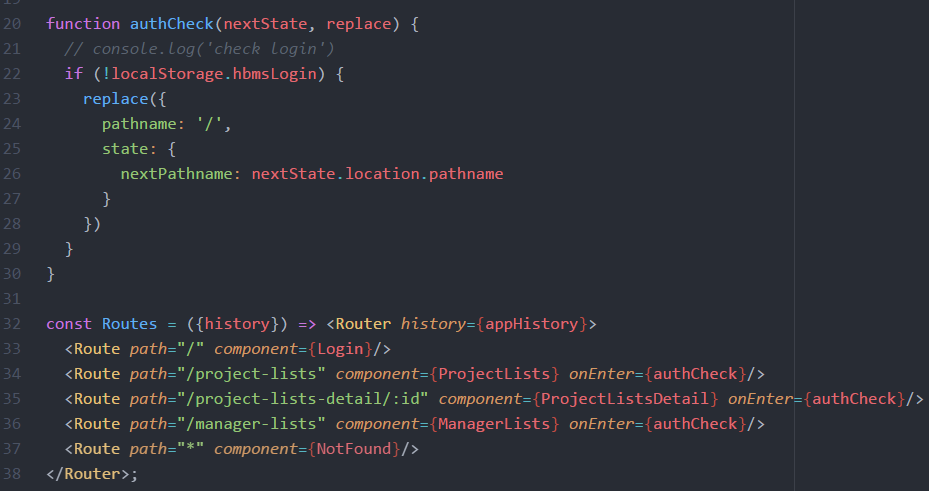 20 function authCheck(nextState, replace) {
21   // console.log('check login')
22   if (!localStorage.hbmsLogin) {
23     replace({
24       pathname: '/',
25       state: {
26         nextPathname: nextState.location.pathname
27       }
28     })
29   }
30 }
31
32 const Routes = ({history}) => <Router history={appHistory}>
33   <Route path="/" component={Login}/>
34   <Route path="/project-lists" component={ProjectLists} onEnter={authCheck}/>
35   <Route path="/project-lists-detail/:id" component={ProjectListsDetail} onEnter={authCheck}/>
36   <Route path="/manager-lists" component={ManagerLists} onEnter={authCheck}/>
37   <Route path="*" component={NotFound}/>
38 </Router>;